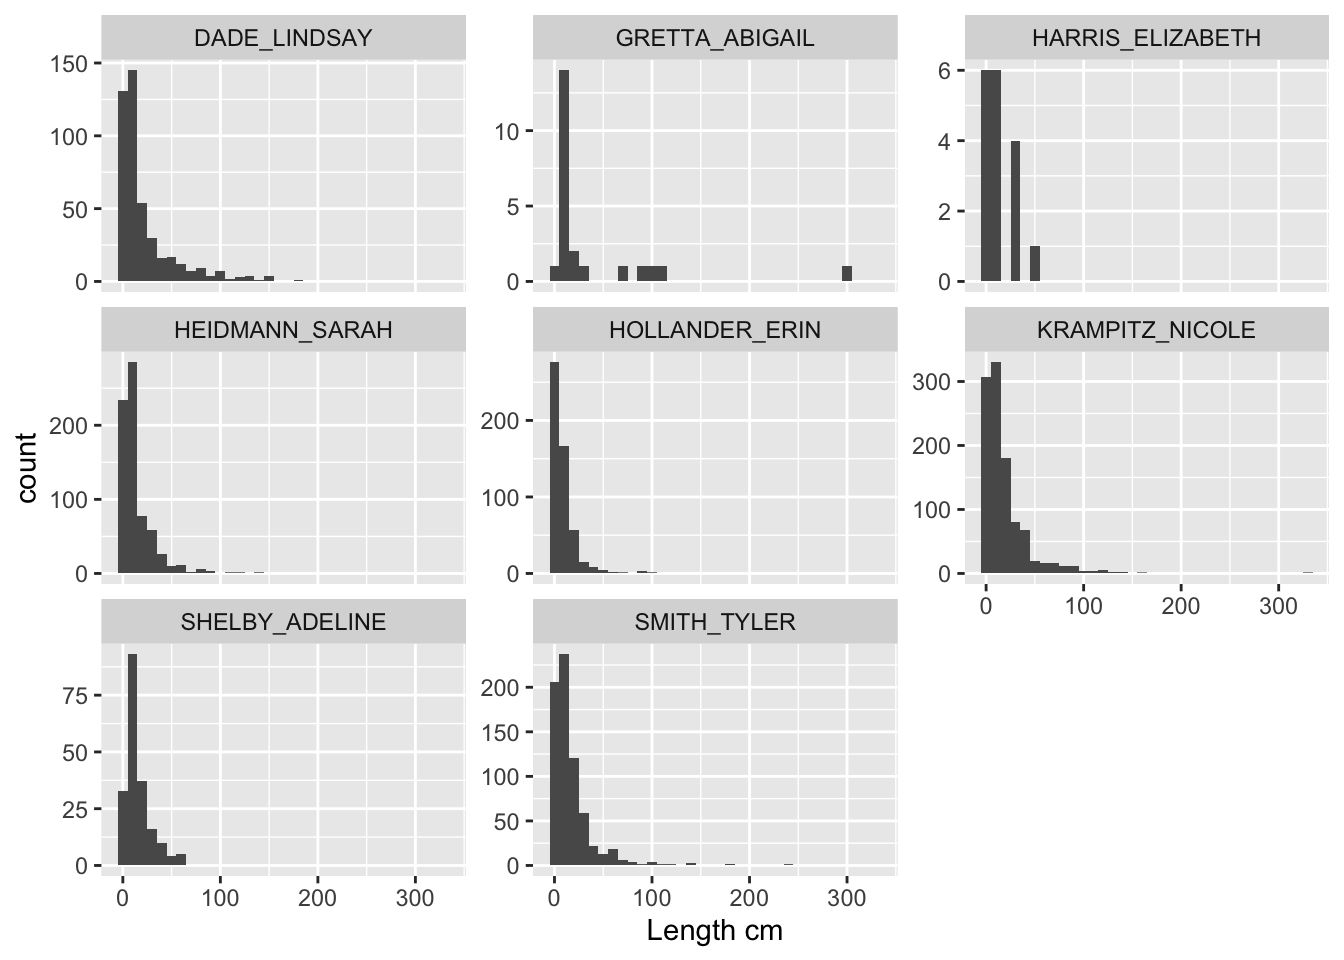 DADE_LINDSAY
GRETTA_ABIGAIL
HARRIS_ELIZABETH
150
100
50
0
10
5
0
6
4
2
0
HEIDMANN_SARAH
HOLLANDER_ERIN
KRAMPITZ_NICOLE
200
100
0
200
100
0
300
200
100
0
0 100 200 300
SHELBY_ADELINE
SMITH_TYLER
75
50
25
0
200
150
100
50
0
0 100 200 300
0 100 200 300
count
Length cm